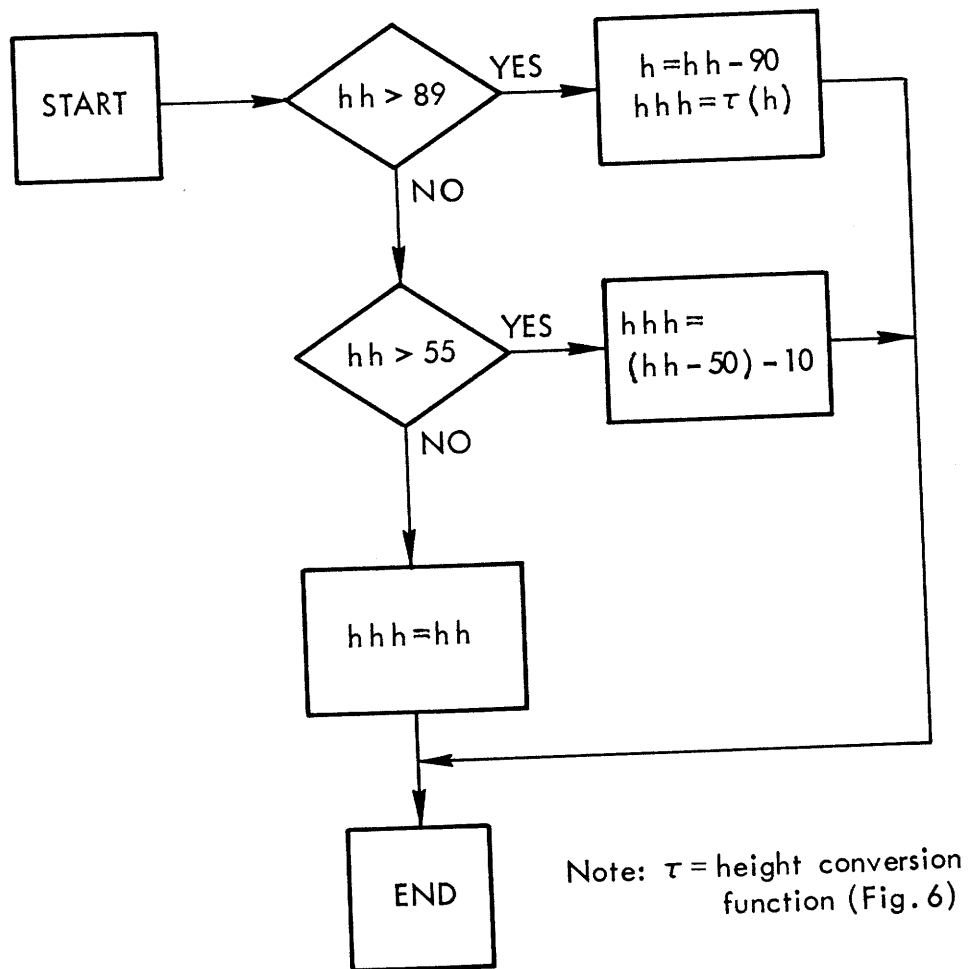 START
hh > 89
YES
h = hh - 90
hhh = τ (h)
NO
hh > 55
YES
hhh =
(hh - 50) - 10
NO
hhh = hh
END
Note: τ = height conversion
function (Fig. 6)